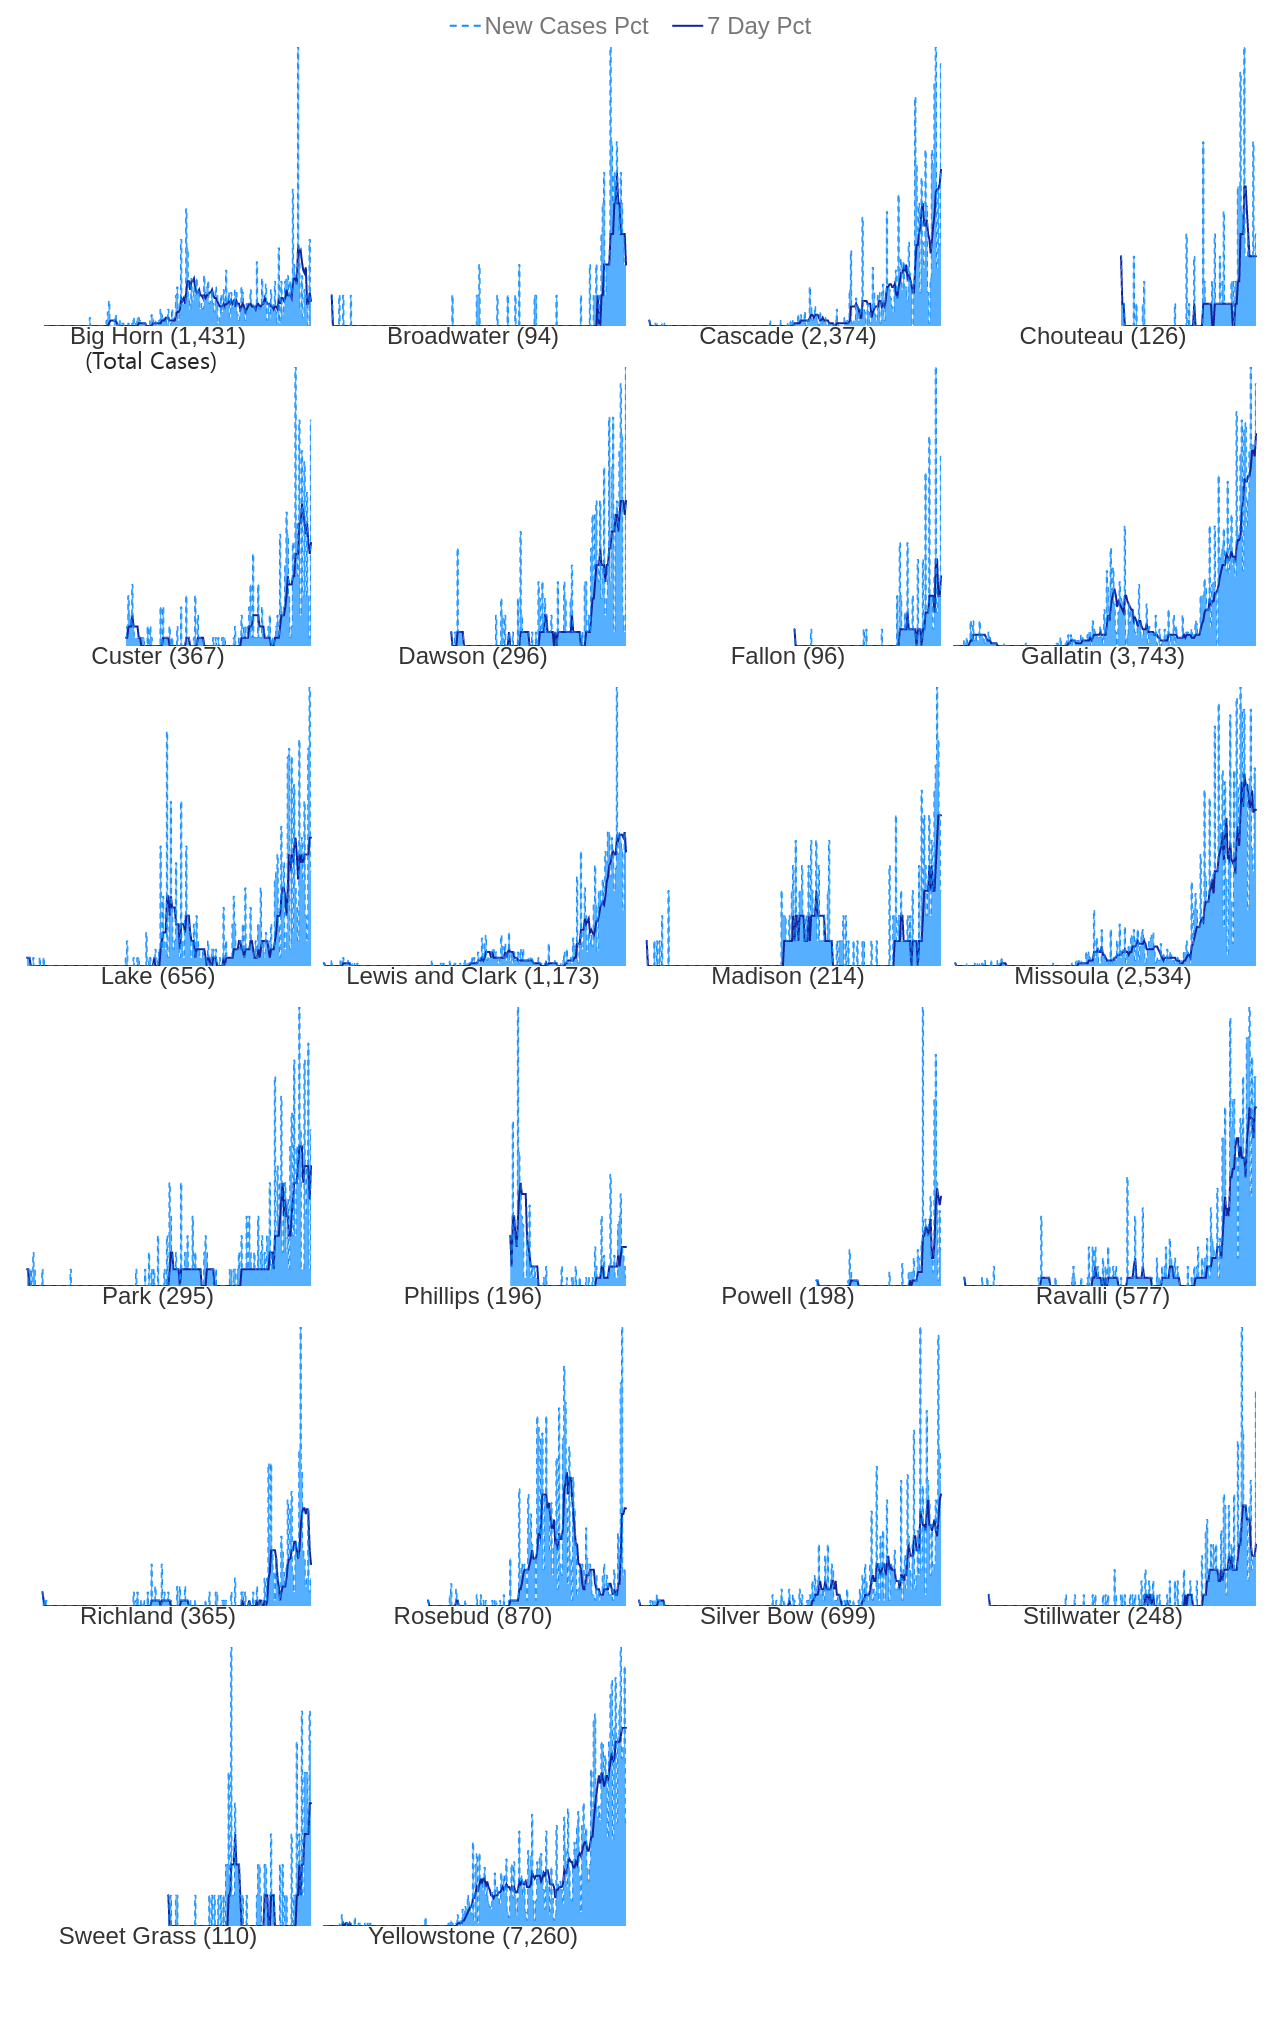 New Cases Pct 7 Day Pct
Big Horn (1,431) Broadwater (94) Cascade (2,374) Chouteau (126)
(Total Cases)
Custer (367) Dawson (296) Fallon (96) Gallatin (3,743)
Lake (656) Lewis and Clark (1,173) Madison (214) Missoula (2,534)
Park (295) Phillips (196) Powell (198) Ravalli (577)
Richland (365) Rosebud (870) Silver Bow (699) Stillwater (248)
Sweet Grass (110) Yellowstone (7,260)